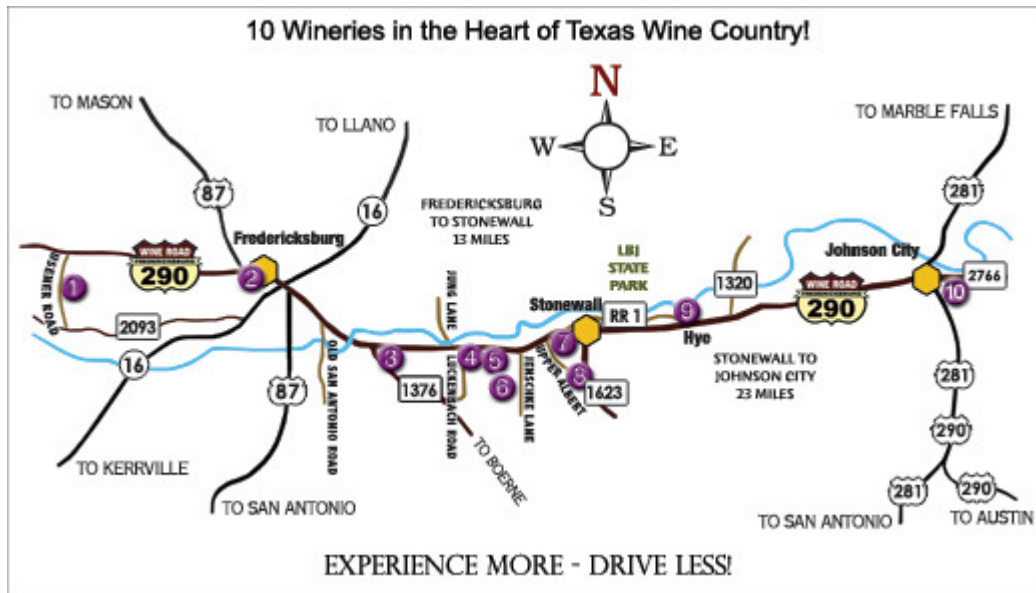 10 Wineries in the Heart of Texas Wine Country!
TO MASON
TO LLANO
N
W
E
S
TO MARBLE FALLS
87
16
281
FREDERICKSBURG
TO STONEWALL
13 MILES
Fredericksburg
WINE ROAD
290
FREDERICKSBURG
USENER ROAD
1
2
2093
16
87
OLD SAN ANTONIO ROAD
JUNG LANE
3
1376
4
LUCKENBACH ROAD
5
6
JENSCHKE LANE
TO BOERNE
LBJ
STATE
PARK
Stonewall
RR 1
7
UPPER ALBERT
8
1623
9
Hye
1320
WINE ROAD
290
FREDERICKSBURG
Johnson City
2766
10
STONEWALL TO
JOHNSON CITY
23 MILES
281
290
281
290
TO KERRVILLE
TO SAN ANTONIO
TO SAN ANTONIO
TO AUSTIN
EXPERIENCE MORE - DRIVE LESS!